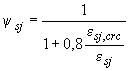 ψ_sj = 1 / (1 + 0,8 ε_sj,crc / ε_sj)